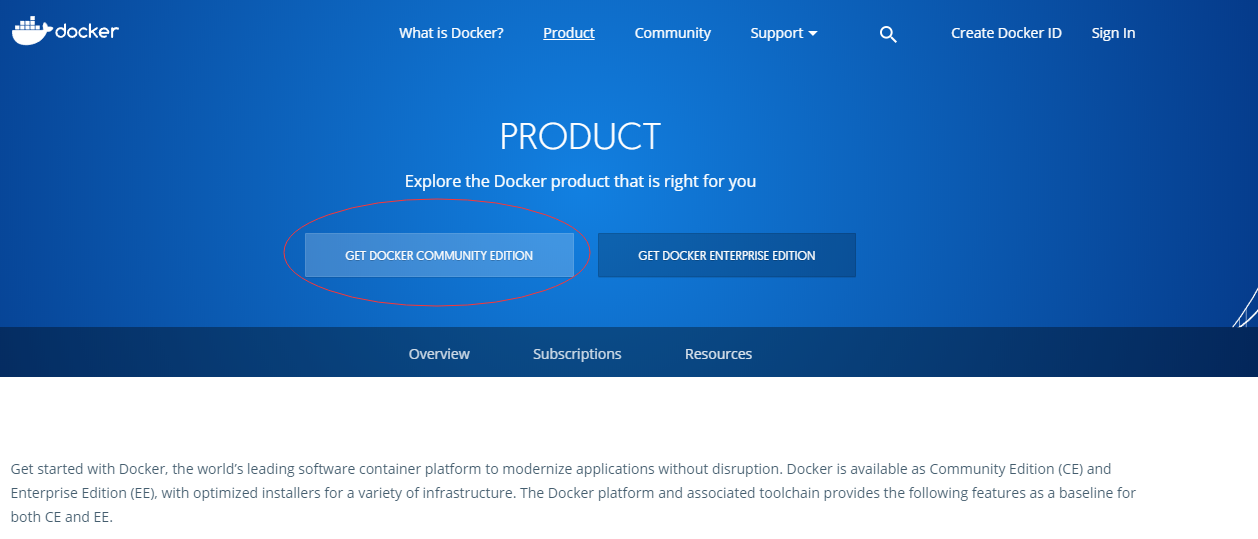 docker
What is Docker? Product Community Support Create Docker ID Sign In
PRODUCT
Explore the Docker product that is right for you
GET DOCKER COMMUNITY EDITION GET DOCKER ENTERPRISE EDITION
Overview Subscriptions Resources
Get started with Docker, the world’s leading software container platform to modernize applications without disruption. Docker is available as Community Edition (CE) and
Enterprise Edition (EE), with optimized installers for a variety of infrastructure. The Docker platform and associated toolchain provides the following features as a baseline for
both CE and EE.